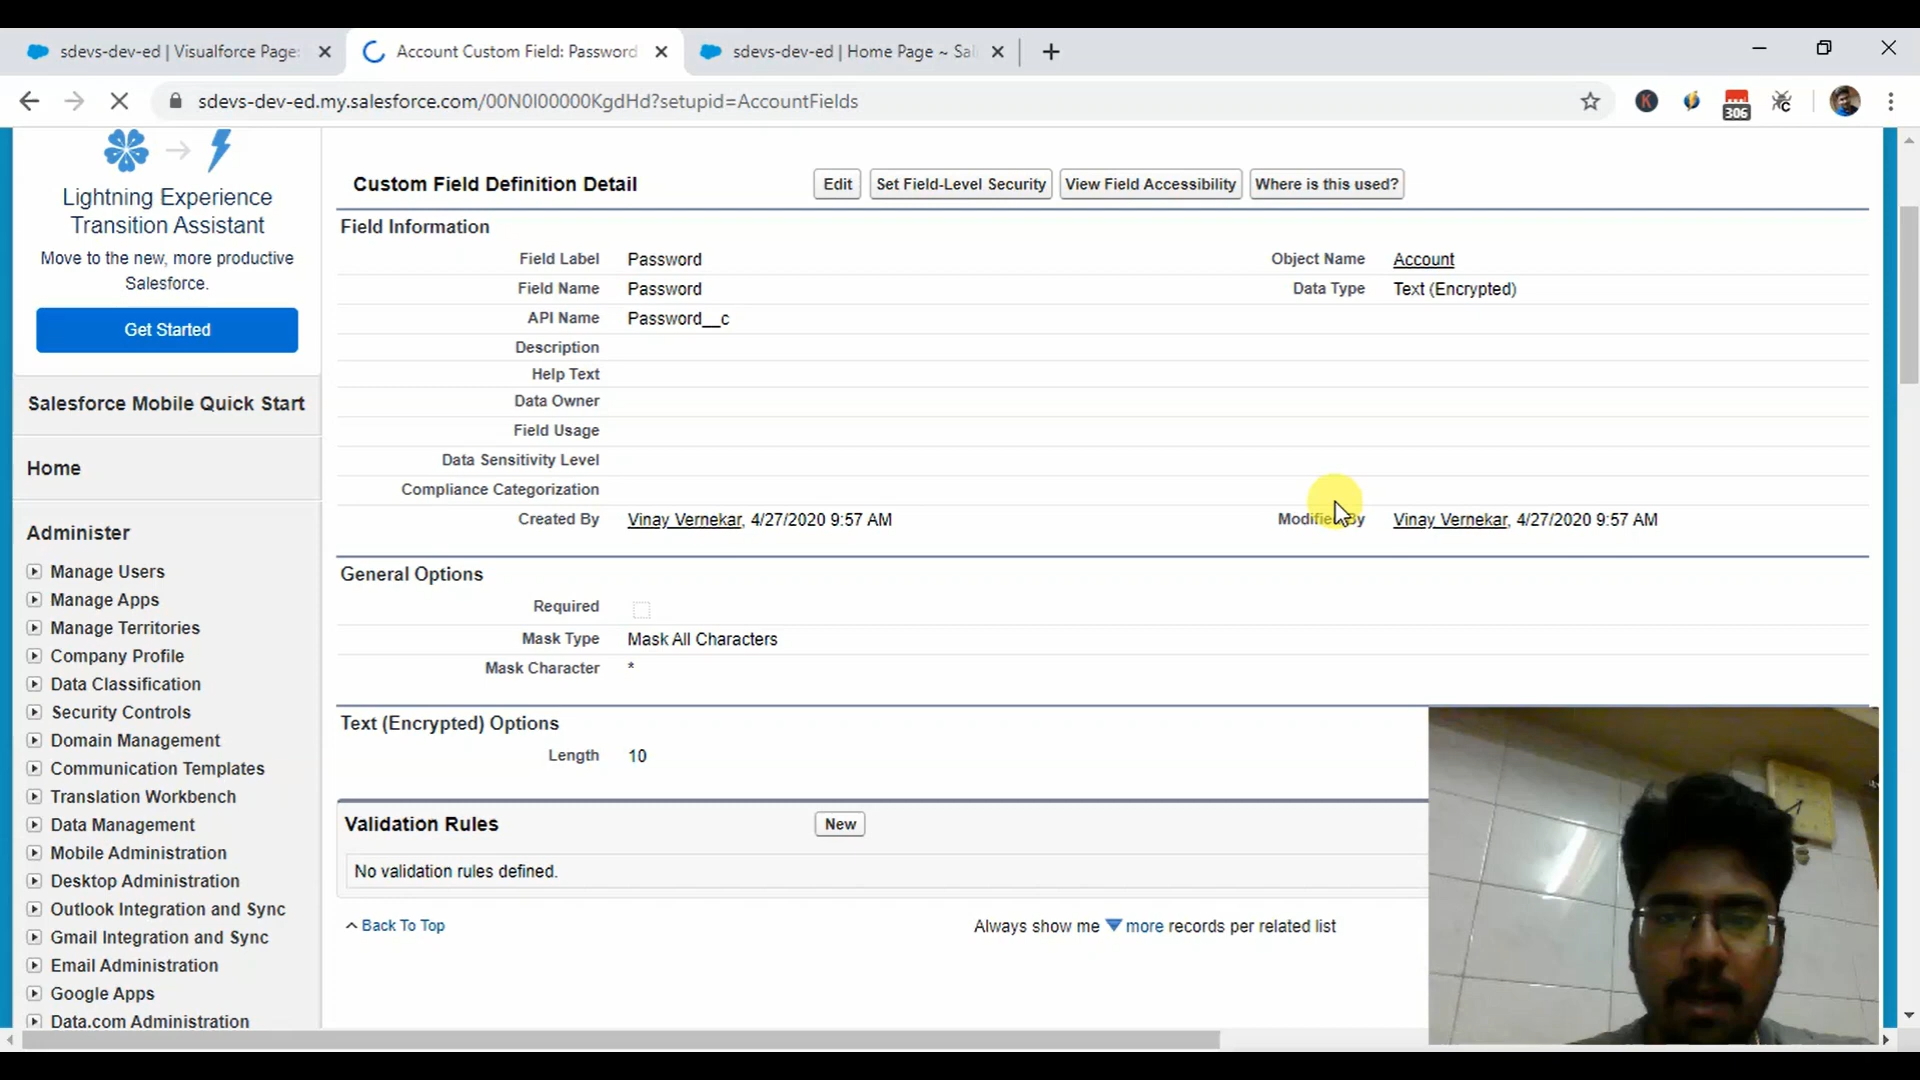 sdevs-dev-ed | Visualforce Page:
Account Custom Field: Password
sdevs-dev-ed | Home Page ~ Sal
sdevs-dev-ed.my.salesforce.com/00N0I00000KgdHd?setupid=AccountFields
K
306
Lightning Experience
Transition Assistant
Move to the new, more productive
Salesforce.
Get Started
Salesforce Mobile Quick Start
Home
Administer
Manage Users
Manage Apps
Manage Territories
Company Profile
Data Classification
Security Controls
Domain Management
Communication Templates
Translation Workbench
Data Management
Mobile Administration
Desktop Administration
Outlook Integration and Sync
Gmail Integration and Sync
Email Administration
Google Apps
Data.com Administration
Custom Field Definition Detail
Edit
Set Field-Level Security
View Field Accessibility
Where is this used?
Field Information
Field Label Password
Object Name Account
Field Name Password
Data Type Text (Encrypted)
API Name Password__c
Description
Help Text
Data Owner
Field Usage
Data Sensitivity Level
Compliance Categorization
Created By Vinay Vernekar, 4/27/2020 9:57 AM
Modified By Vinay Vernekar, 4/27/2020 9:57 AM
General Options
Required
Mask Type Mask All Characters
Mask Character *
Text (Encrypted) Options
Length 10
Validation Rules
New
No validation rules defined.
Back To Top
Always show me more records per related list